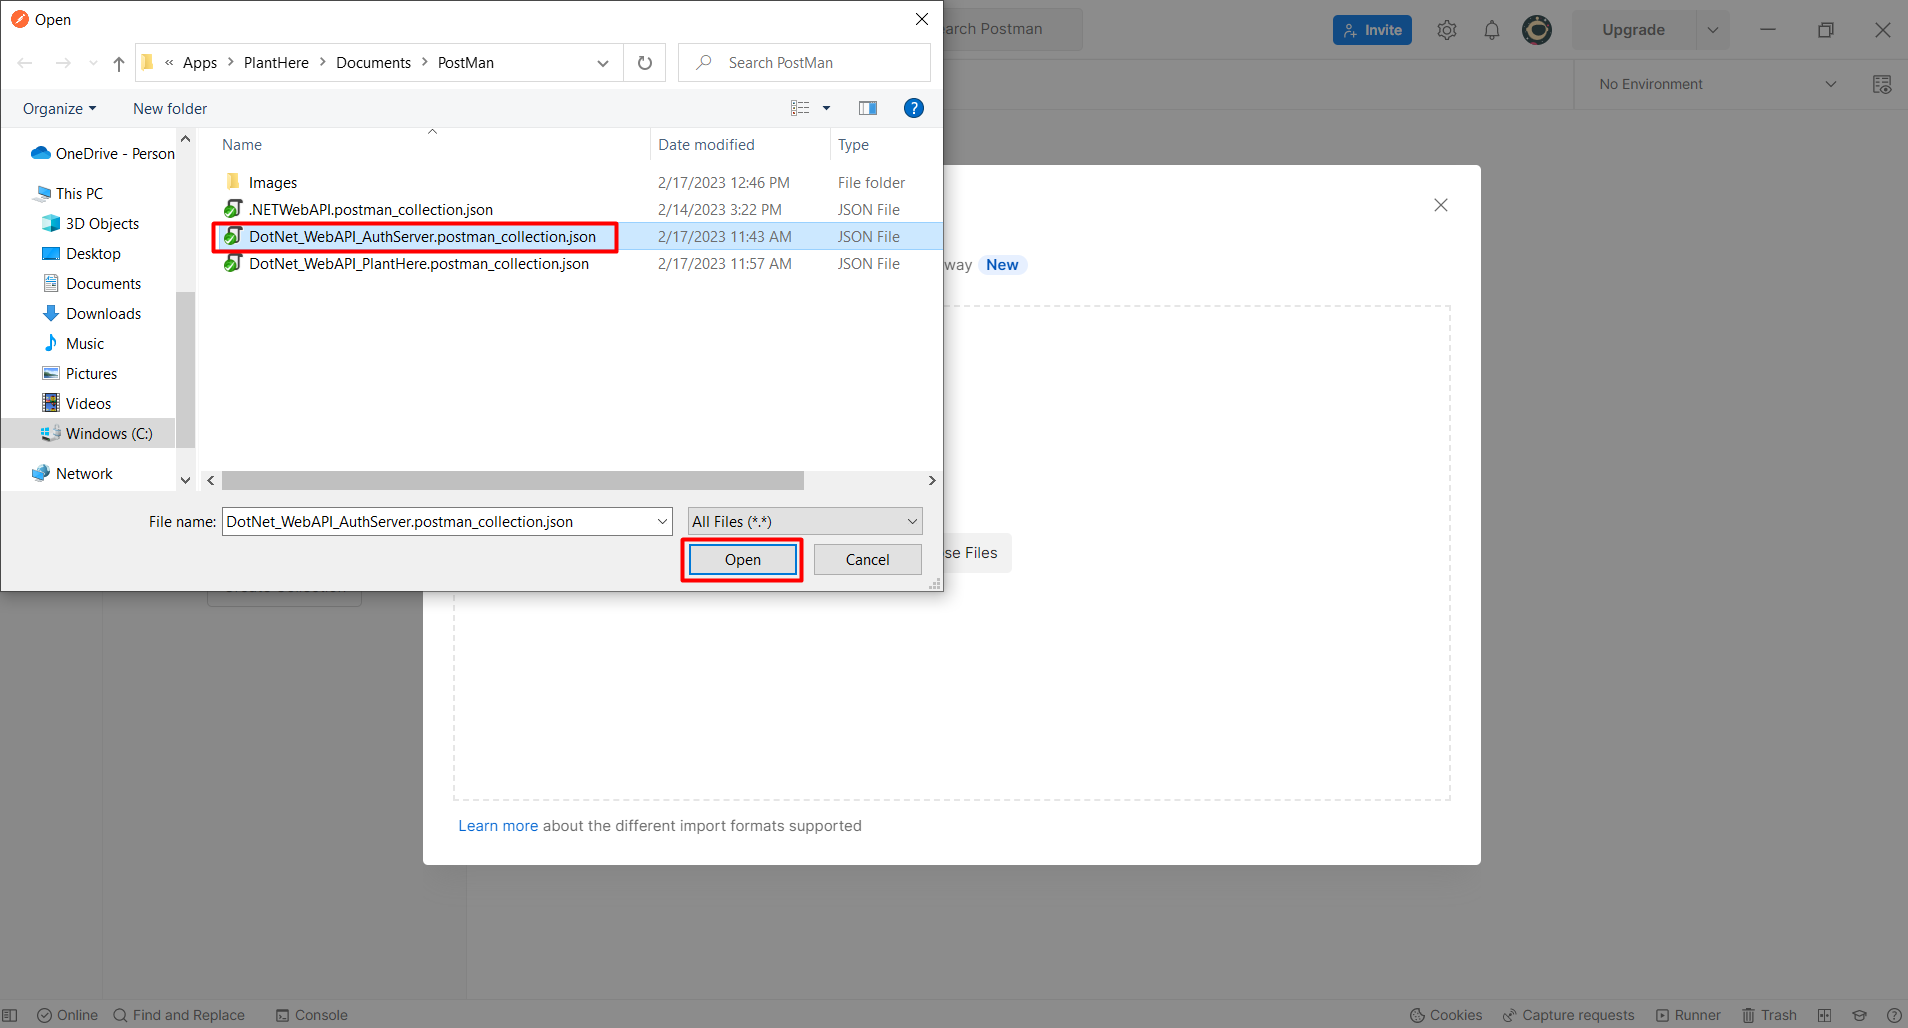 Open
« Apps > PlantHere > Documents > PostMan
Search PostMan
Organize
New folder
?
OneDrive - Person
This PC
3D Objects
Desktop
Documents
Downloads
Music
Pictures
Videos
Windows (C:)
Network
Name Date modified Type
Images 2/17/2023 12:46 PM File folder
.NETWebAPI.postman_collection.json 2/14/2023 3:22 PM JSON File
DotNet_WebAPI_AuthServer.postman_collection.json 2/17/2023 11:43 AM JSON File
DotNet_WebAPI_PlantHere.postman_collection.json 2/17/2023 11:57 AM JSON File
File name: DotNet_WebAPI_AuthServer.postman_collection.json All Files (*.*)
Open Cancel
arch Postman
Invite
Upgrade
No Environment
way New
se Files
Learn more about the different import formats supported
Online Find and Replace Console
Cookies Capture requests Runner Trash